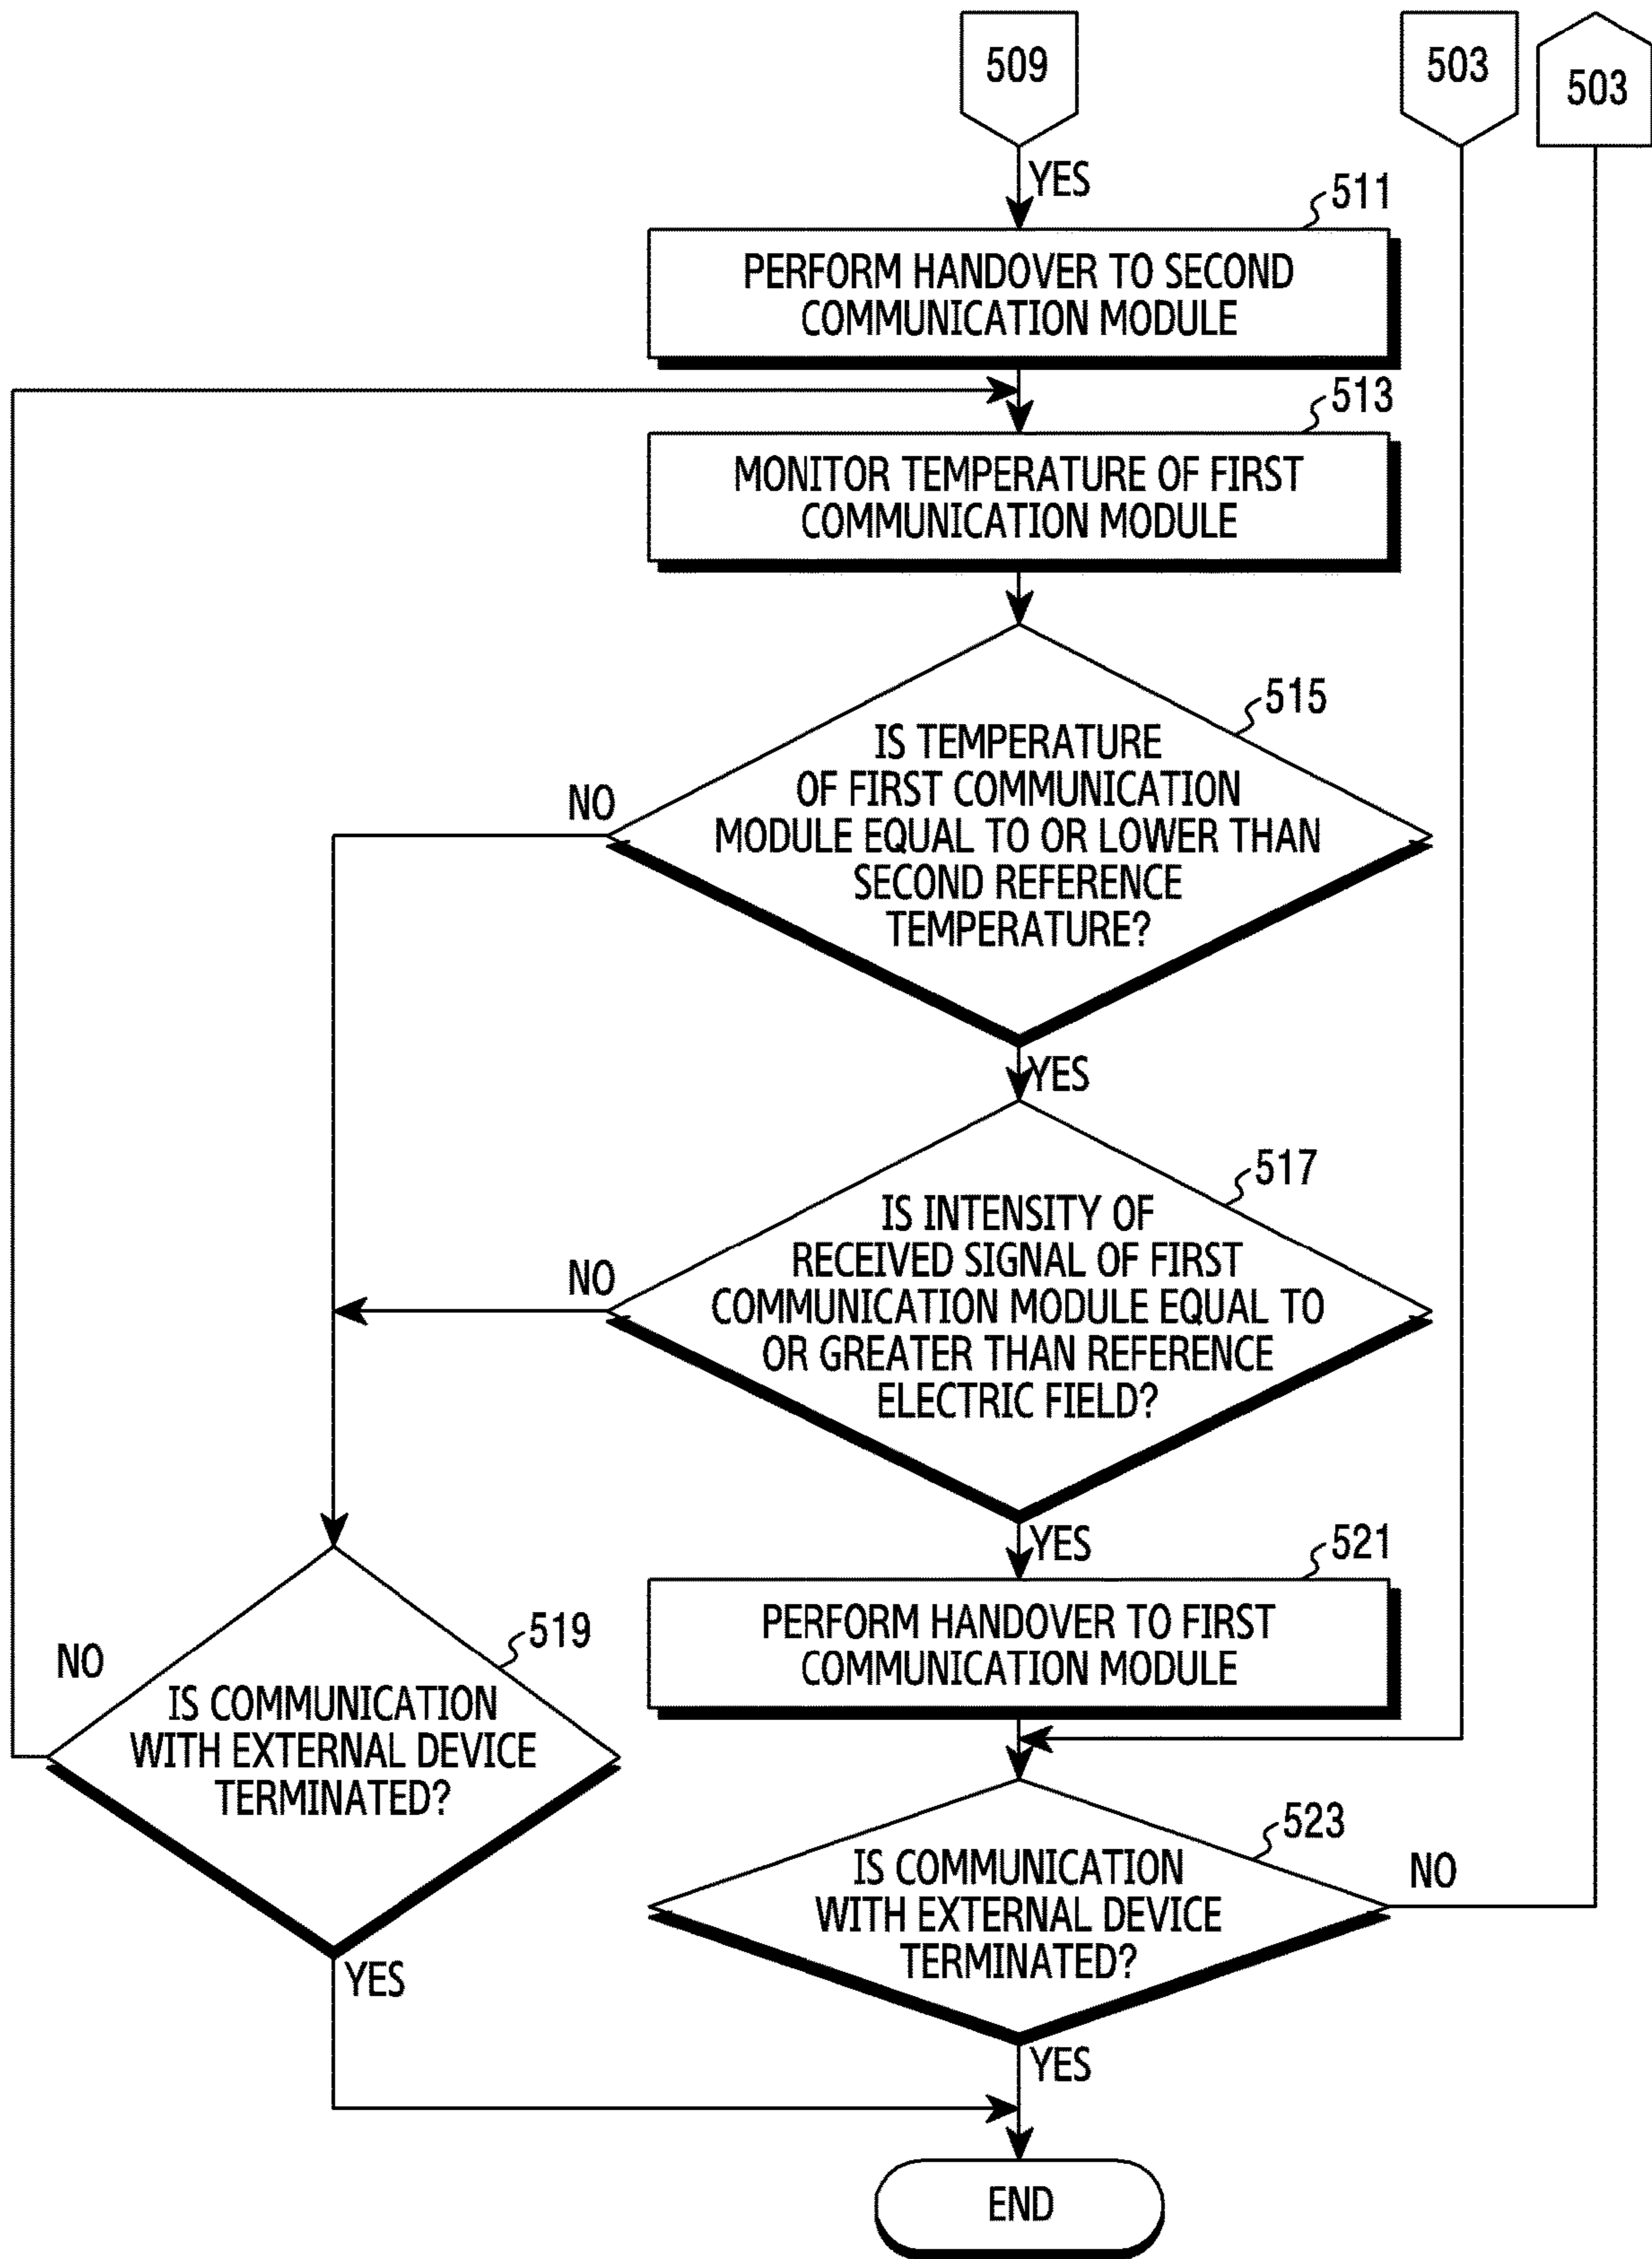 509
503
503
YES
511
PERFORM HANDOVER TO SECOND
COMMUNICATION MODULE
513
MONITOR TEMPERATURE OF FIRST
COMMUNICATION MODULE
515
IS TEMPERATURE
OF FIRST COMMUNICATION
MODULE EQUAL TO OR LOWER THAN
SECOND REFERENCE
TEMPERATURE?
NO
YES
517
IS INTENSITY OF
RECEIVED SIGNAL OF FIRST
COMMUNICATION MODULE EQUAL TO
OR GREATER THAN REFERENCE
ELECTRIC FIELD?
NO
YES
521
PERFORM HANDOVER TO FIRST
COMMUNICATION MODULE
519
NO
IS COMMUNICATION
WITH EXTERNAL DEVICE
TERMINATED?
YES
523
IS COMMUNICATION
WITH EXTERNAL DEVICE
TERMINATED?
NO
YES
END